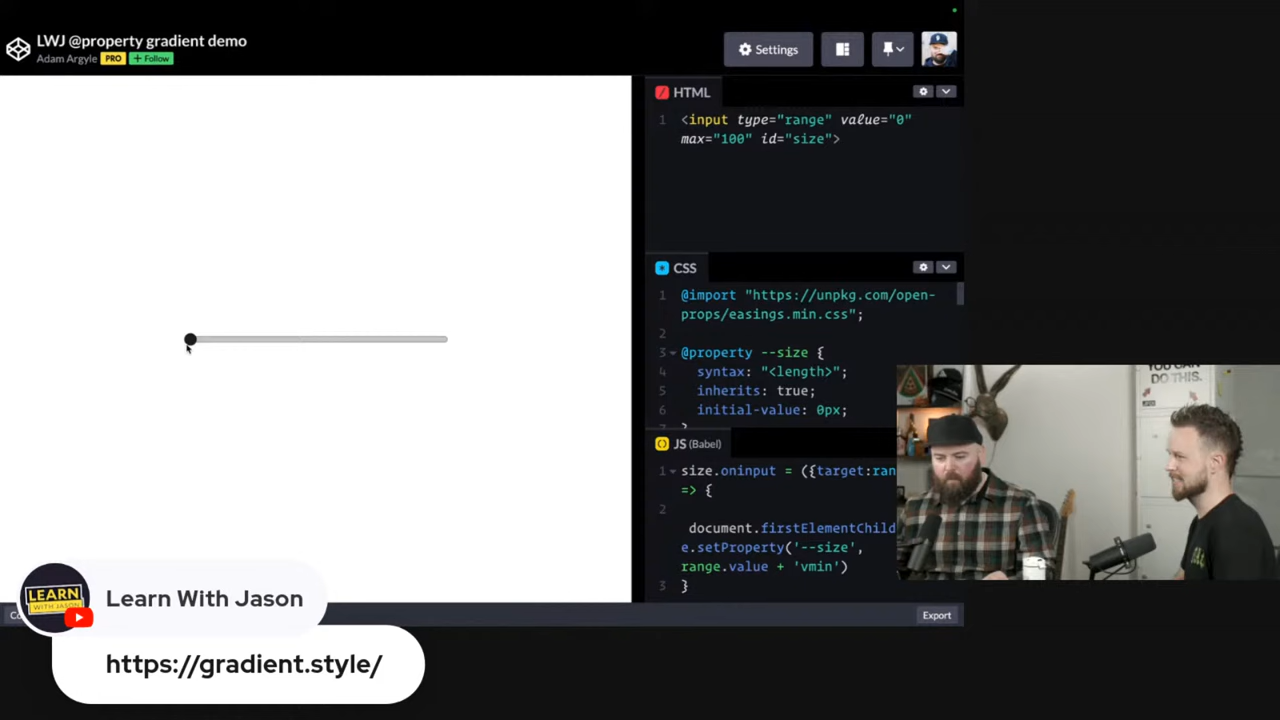 LWJ @property gradient demo
Adam Argyle PRO + Follow
Settings
HTML
1 <input type="range" value="0"
max="100" id="size">
CSS
1 @import "https://unpkg.com/open-
props/easings.min.css";
2
3 @property --size {
4 syntax: "<length>";
5 inherits: true;
6 initial-value: 0px;
JS (Babel)
1 size.oninput = ({target:ran
=> {
2
document.firstElementChild
e.setProperty('--size',
range.value + 'vmin')
3 }
YOU CAN
DO THIS.
Export
LEARN
WITH JASON
Learn With Jason
https://gradient.style/